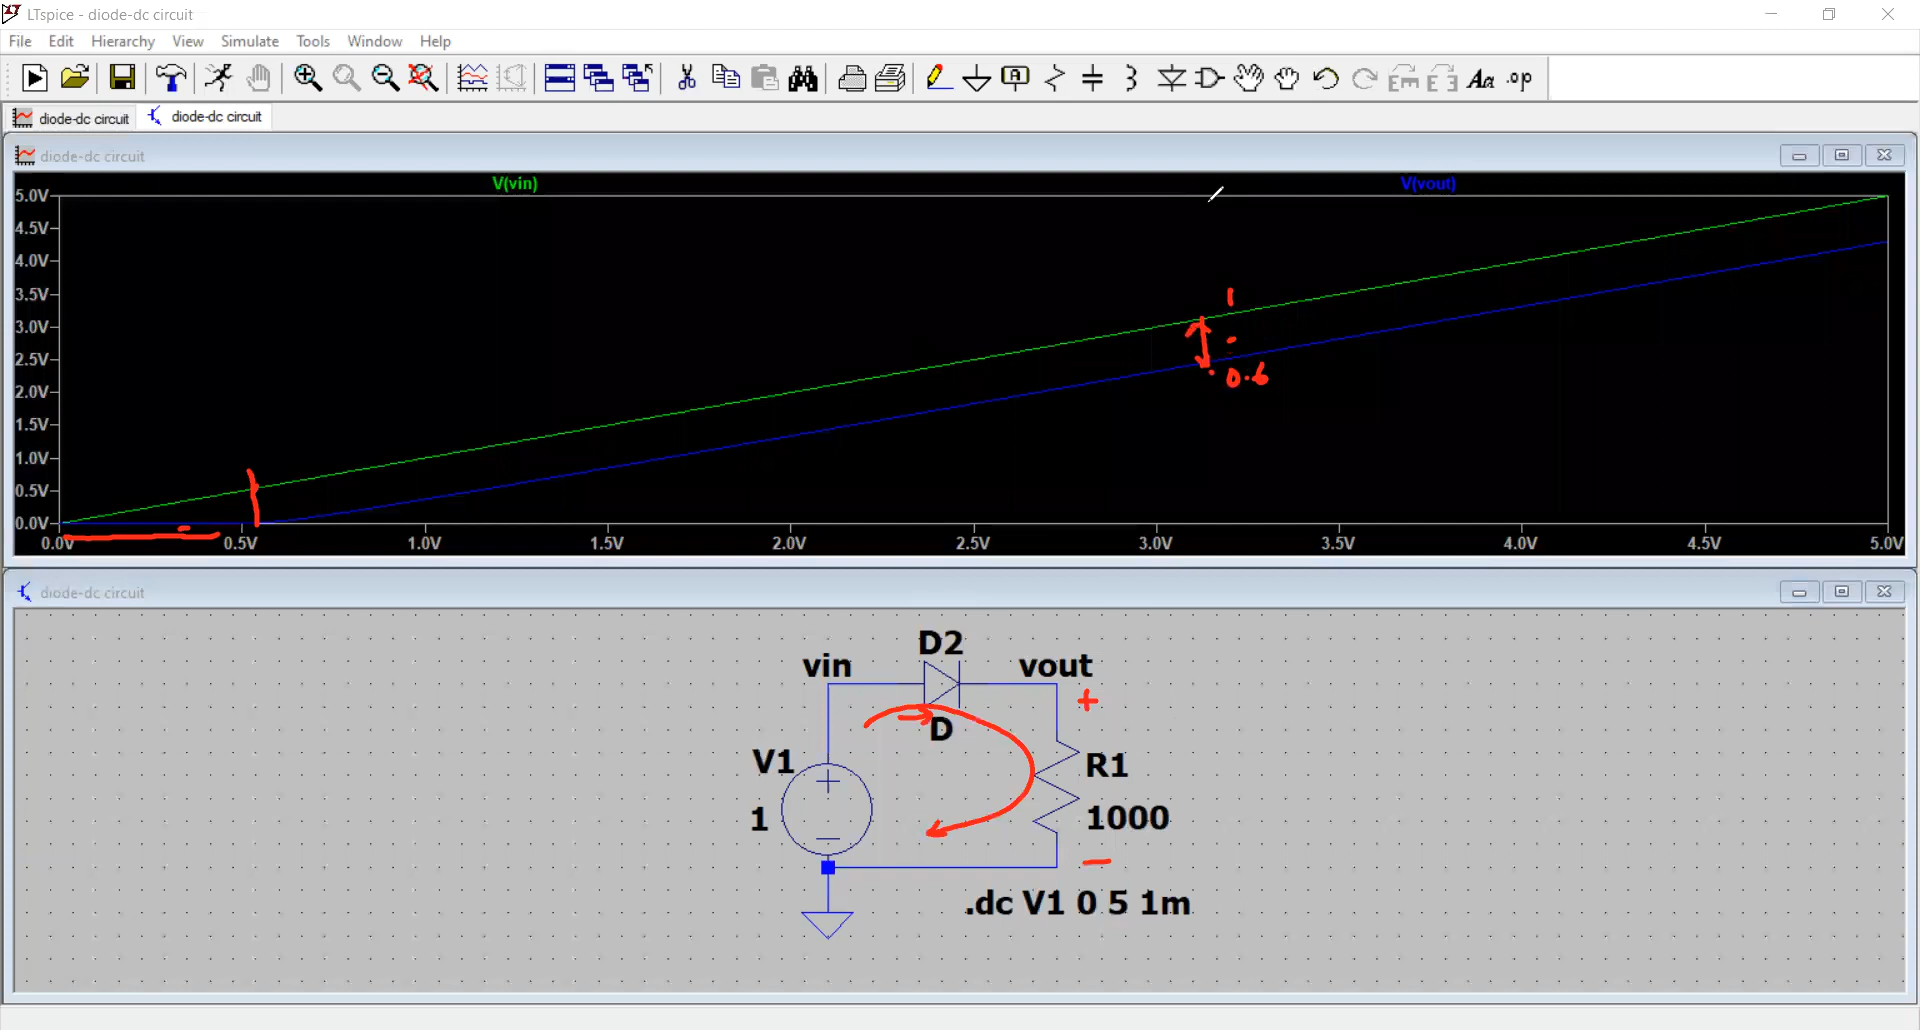 LTspice - diode-dc circuit
File Edit Hierarchy View Simulate Tools Window Help
A Aa .op
diode-dc circuit diode-dc circuit
diode-dc circuit
V(vin) V(vout)
5.0V
4.5V
4.0V
3.5V
3.0V
2.5V
2.0V
1.5V
1.0V
0.5V
0.0V
0.6
0.0V 0.5V 1.0V 1.5V 2.0V 2.5V 3.0V 3.5V 4.0V 4.5V 5.0V
diode-dc circuit
D2
vin vout
+
D
V1 R1
1 1000
.dc V1 0 5 1m